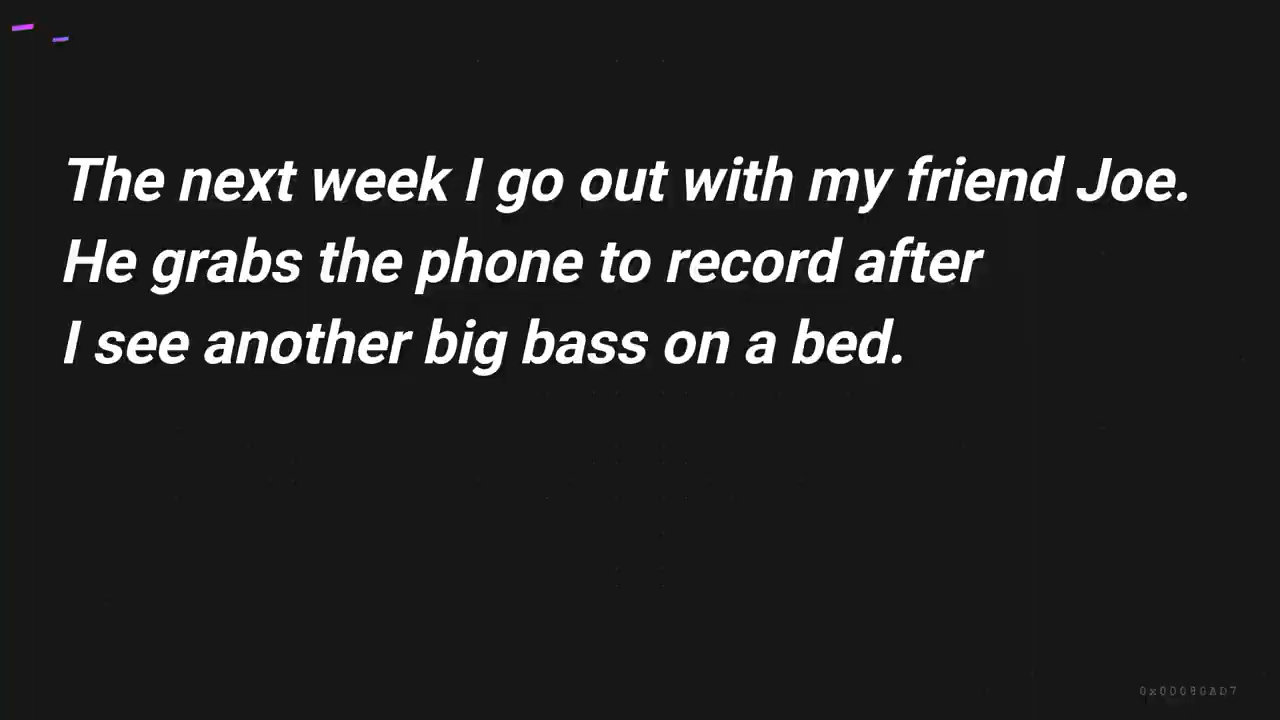 The next week I go out with my friend Joe.
He grabs the phone to record after
I see another big bass on a bed.